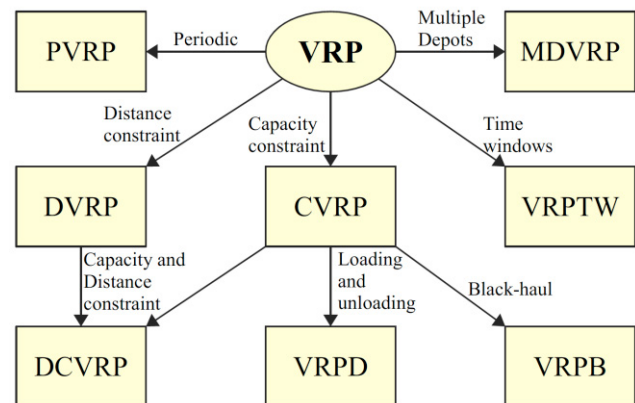 PVRP
Periodic
VRP
Multiple
Depots
MDVRP
Distance
constraint
Capacity
constraint
Time
windows
DVRP
CVRP
VRPTW
Capacity and
Distance
constraint
Loading
and
unloading
Black-haul
DCVRP
VRPD
VRPB